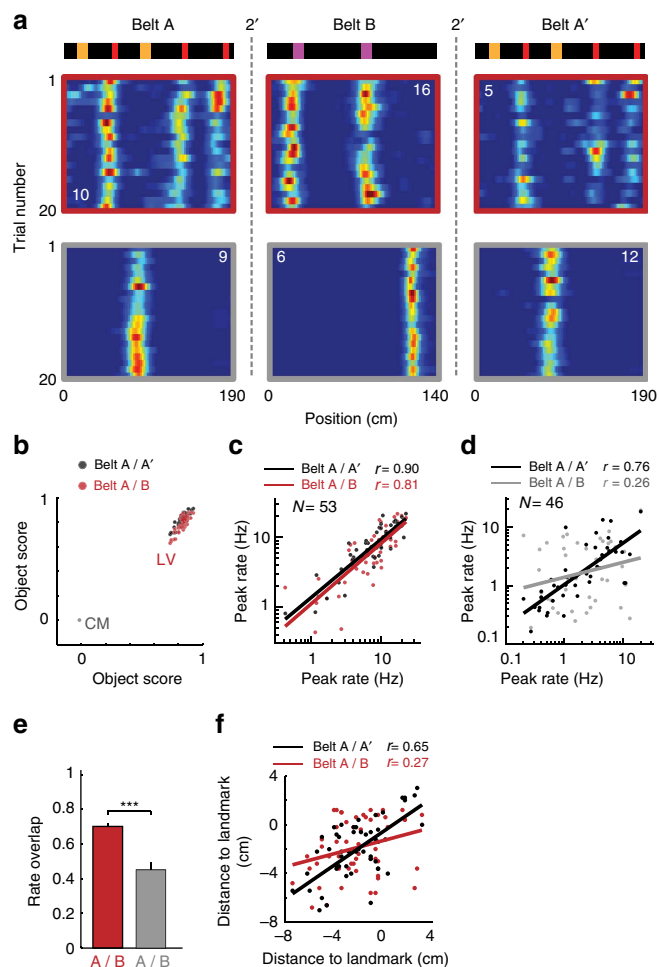 a
Belt A 2′ Belt B 2′ Belt A′
Trial number
1
10
20
16
5
1
9
20
6
12
0 190 0 140 0 190
Position (cm)
b
Belt A / A′
Belt A / B
Object score
1
0
LV
CM
0 1
Object score
c
Belt A / A′ r= 0.90
Belt A / B r= 0.81
N= 53
Peak rate (Hz)
10
1
1 10
Peak rate (Hz)
d
Belt A / A′ r= 0.76
Belt A / B r= 0.26
N= 46
Peak rate (Hz)
10
1
0.1
0.1 1 10
Peak rate (Hz)
e
Rate overlap
1
0.8
0.6
0.4
0.2
0
***
A / B A / B
f
Belt A / A′ r= 0.65
Belt A / B r= 0.27
Distance to landmark
(cm)
4
0
−4
−8
−8 −4 0 4
Distance to landmark (cm)